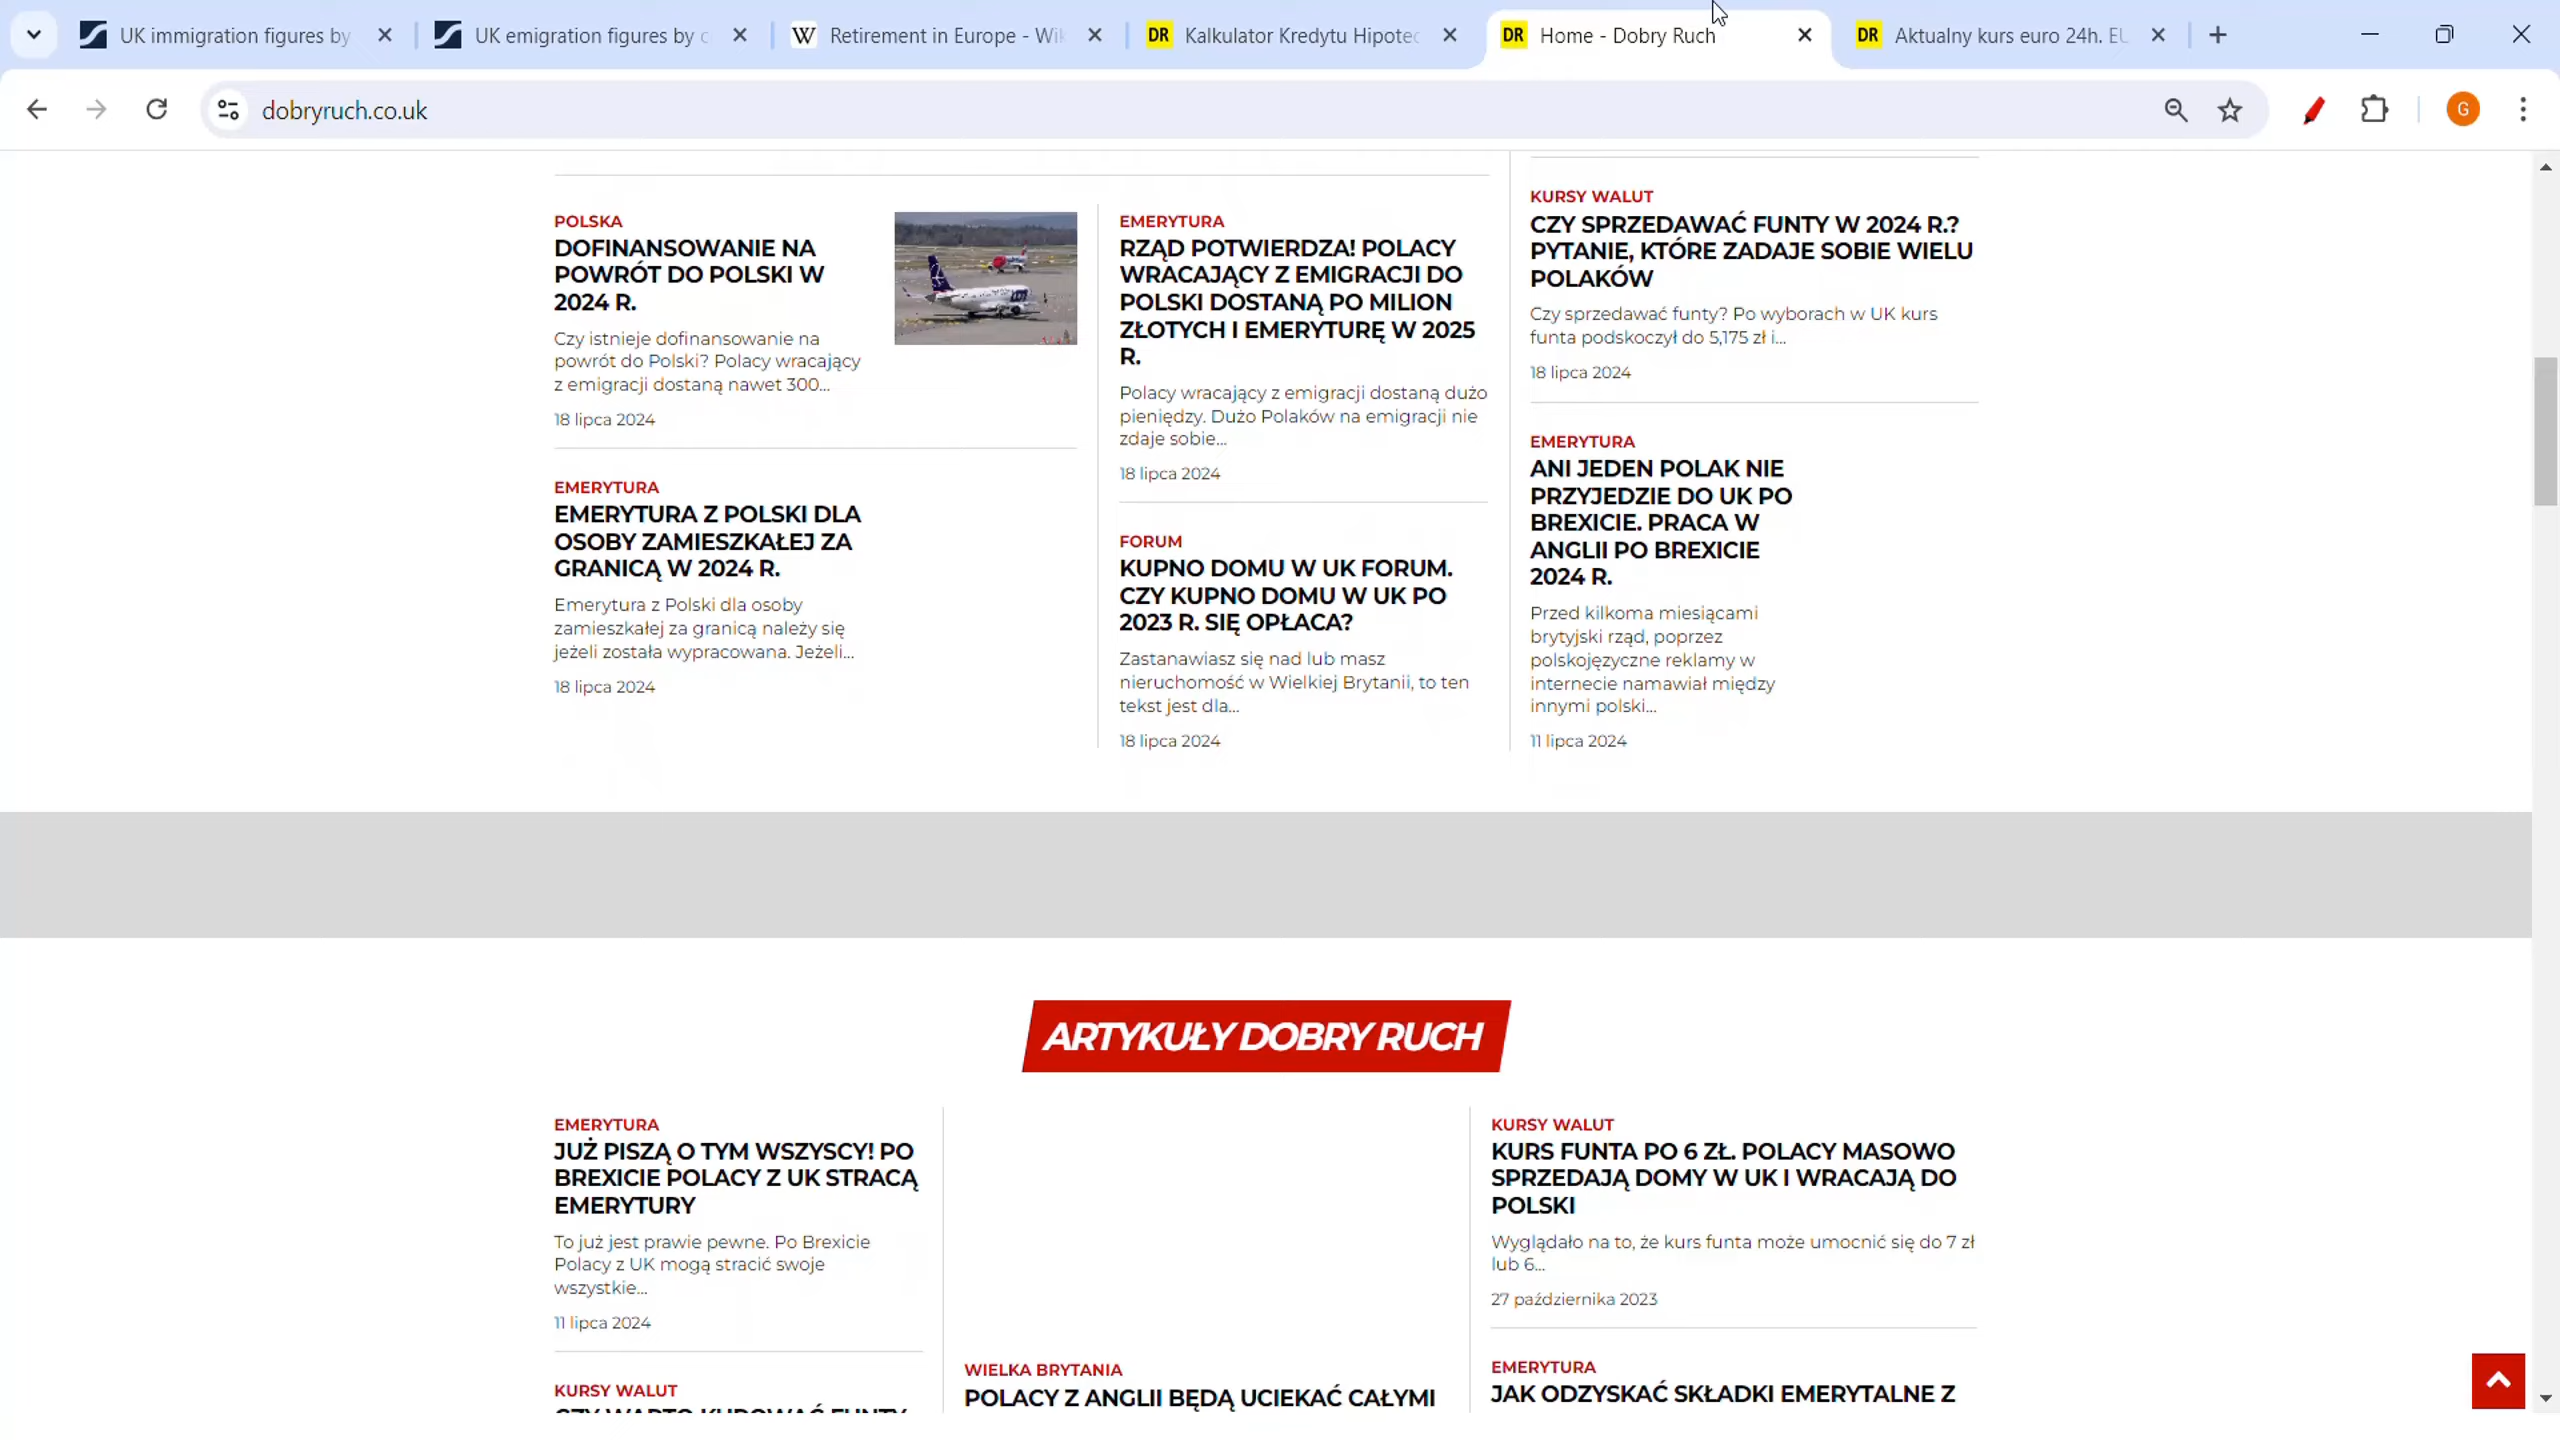 UK immigration figures by
UK emigration figures by c
Retirement in Europe - Wik
DR
Kalkulator Kredytu Hipotec
DR
Home - Dobry Ruch
DR
Aktualny kurs euro 24h. EU
dobryruch.co.uk
G
POLSKA
DOFINANSOWANIE NA
POWRÓT DO POLSKI W
2024 R.
Czy istnieje dofinansowanie na
powrót do Polski? Polacy wracający
z emigracji dostaną nawet 300...
18 lipca 2024
EMERYTURA
EMERYTURA Z POLSKI DLA
OSOBY ZAMIESZKAŁEJ ZA
GRANICĄ W 2024 R.
Emerytura z Polski dla osoby
zamieszkałej za granicą należy się
jeżeli została wypracowana. Jeżeli...
18 lipca 2024
EMERYTURA
RZĄD POTWIERDZA! POLACY
WRACAJĄCY Z EMIGRACJI DO
POLSKI DOSTANĄ PO MILION
ZŁOTYCH I EMERYTURĘ W 2025
R.
Polacy wracający z emigracji dostaną dużo
pieniędzy. Dużo Polaków na emigracji nie
zdaje sobie...
18 lipca 2024
FORUM
KUPNO DOMU W UK FORUM.
CZY KUPNO DOMU W UK PO
2023 R. SIĘ OPŁACA?
Zastanawiasz się nad lub masz
nieruchomość w Wielkiej Brytanii, to ten
tekst jest dla...
18 lipca 2024
KURSY WALUT
CZY SPRZEDAWAĆ FUNTY W 2024 R.?
PYTANIE, KTÓRE ZADAJE SOBIE WIELU
POLAKÓW
Czy sprzedawać funty? Po wyborach w UK kurs
funta podskoczył do 5,175 zł i...
18 lipca 2024
EMERYTURA
ANI JEDEN POLAK NIE
PRZYJEDZIE DO UK PO
BREXICIE. PRACA W
ANGLII PO BREXICIE
2024 R.
Przed kilkoma miesiącami
brytyjski rząd, poprzez
polskojęzyczne reklamy w
internecie namawiał między
innymi polski...
11 lipca 2024
ARTYKUŁY DOBRY RUCH
EMERYTURA
JUŻ PISZĄ O TYM WSZYSCY! PO
BREXICIE POLACY Z UK STRACĄ
EMERYTURY
To już jest prawie pewne. Po Brexicie
Polacy z UK mogą stracić swoje
wszystkie...
11 lipca 2024
KURSY WALUT
CZY WARTO KUPOWAĆ FUNTY
WIELKA BRYTANIA
POLACY Z ANGLII BĘDĄ UCIEKAĆ CAŁYMI
KURSY WALUT
KURS FUNTA PO 6 ZŁ. POLACY MASOWO
SPRZEDAJĄ DOMY W UK I WRACAJĄ DO
POLSKI
Wyglądało na to, że kurs funta może umocnić się do 7 zł
lub 6...
27 października 2023
EMERYTURA
JAK ODZYSKAĆ SKŁADKI EMERYTALNE Z